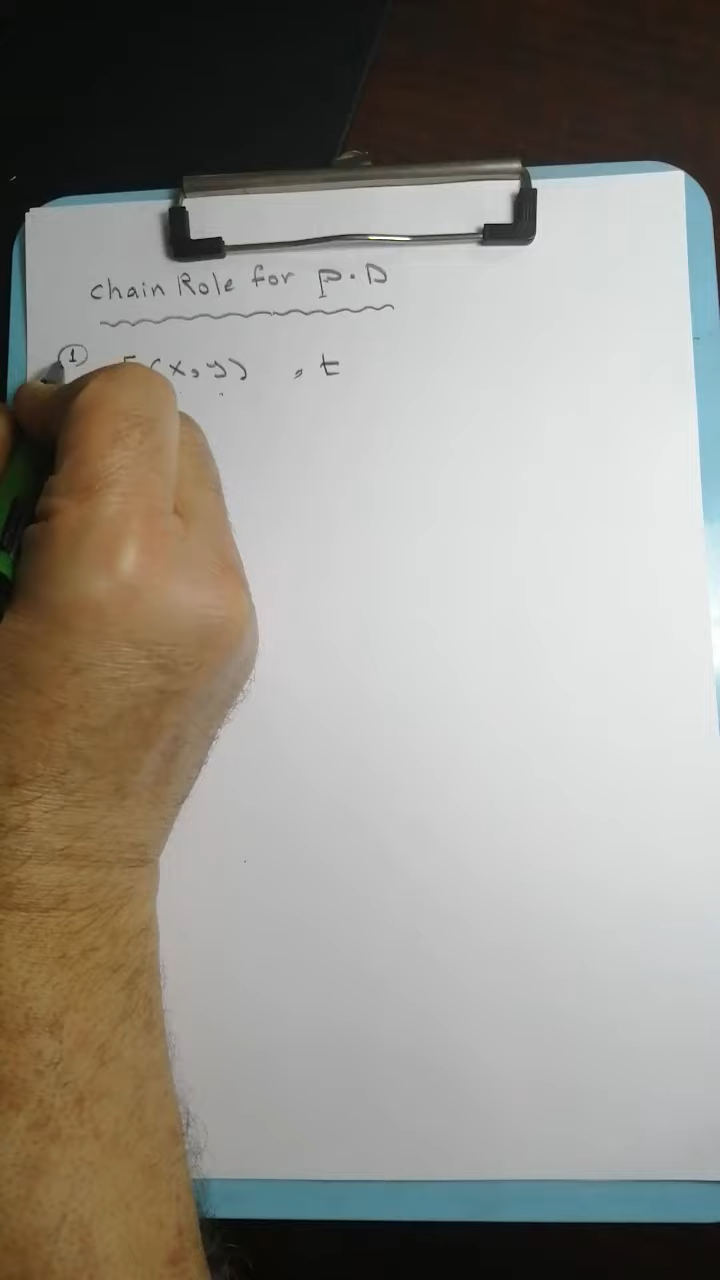 chain Role for P.D
① F(x,y) , t